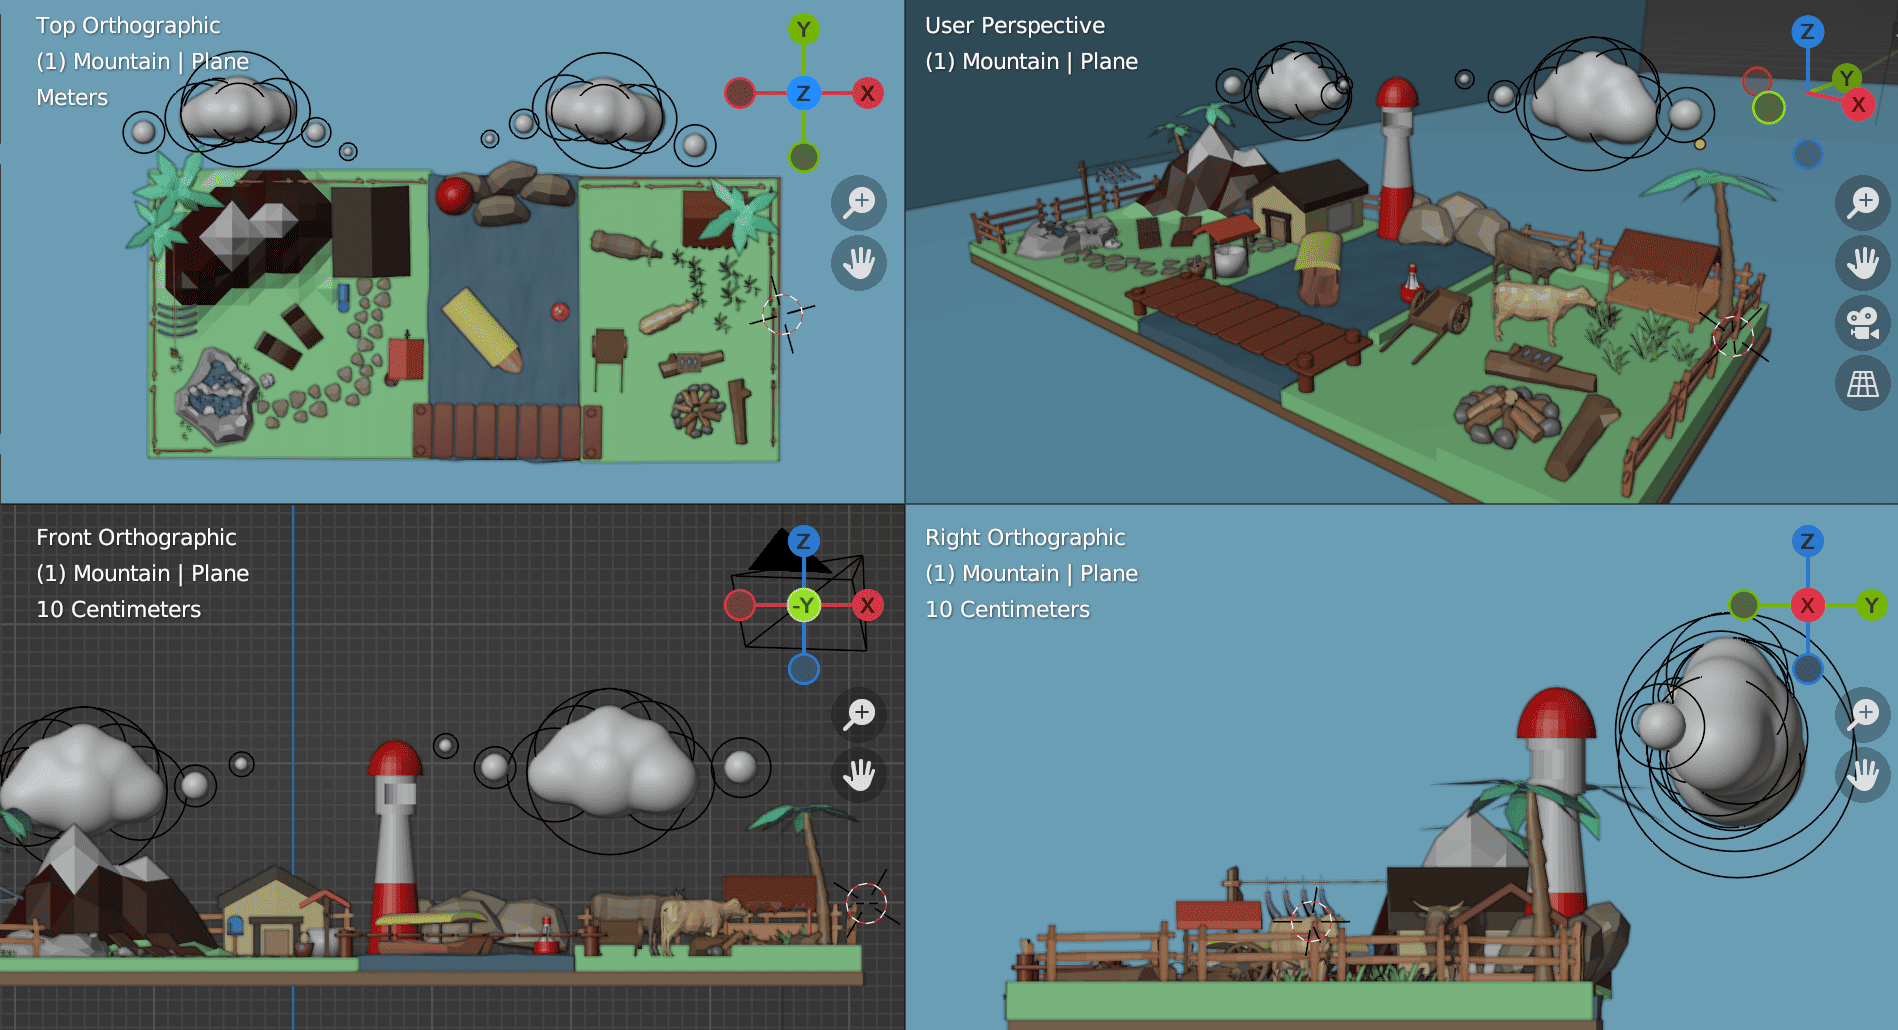 Top Orthographic
(1) Mountain | Plane
Meters
Y
Z
X
User Perspective
(1) Mountain | Plane
Z
Y
X
Front Orthographic
(1) Mountain | Plane
10 Centimeters
Z
-Y
X
Right Orthographic
(1) Mountain | Plane
10 Centimeters
Z
X
Y